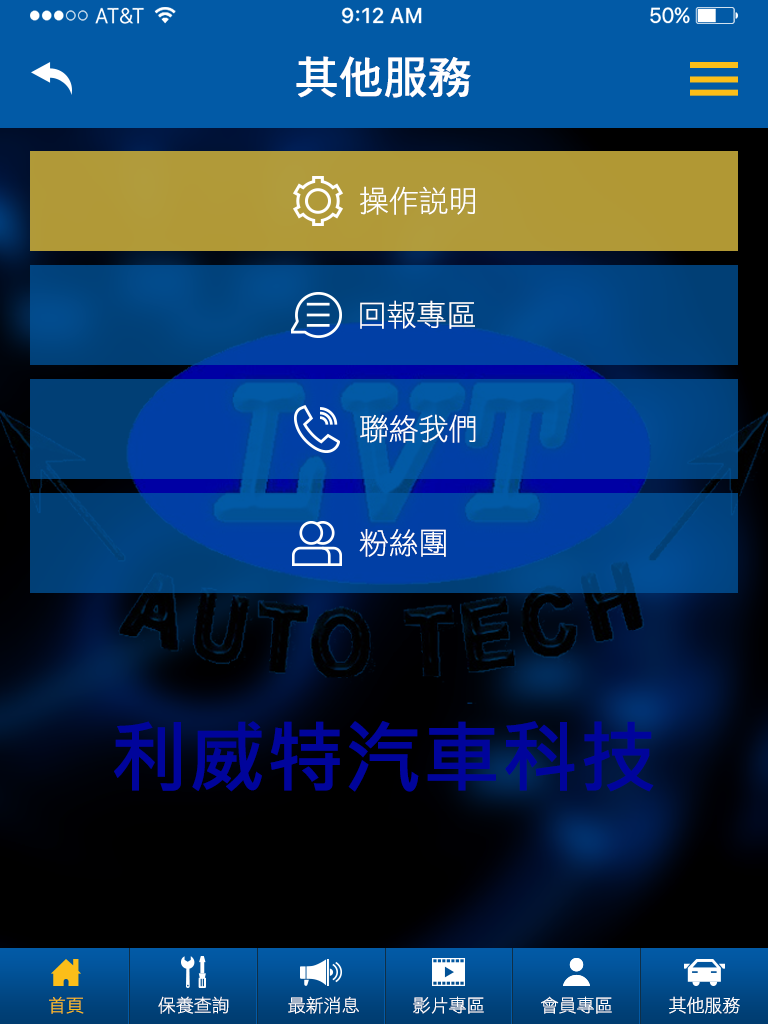 AT&T 9:12 AM 50%
其他服務
操作説明
回報專區
聯絡我們
粉絲團
LVT
AUTO TECH
利威特汽車科技
首頁 保養查詢 最新消息 影片專區 會員專區 其他服務